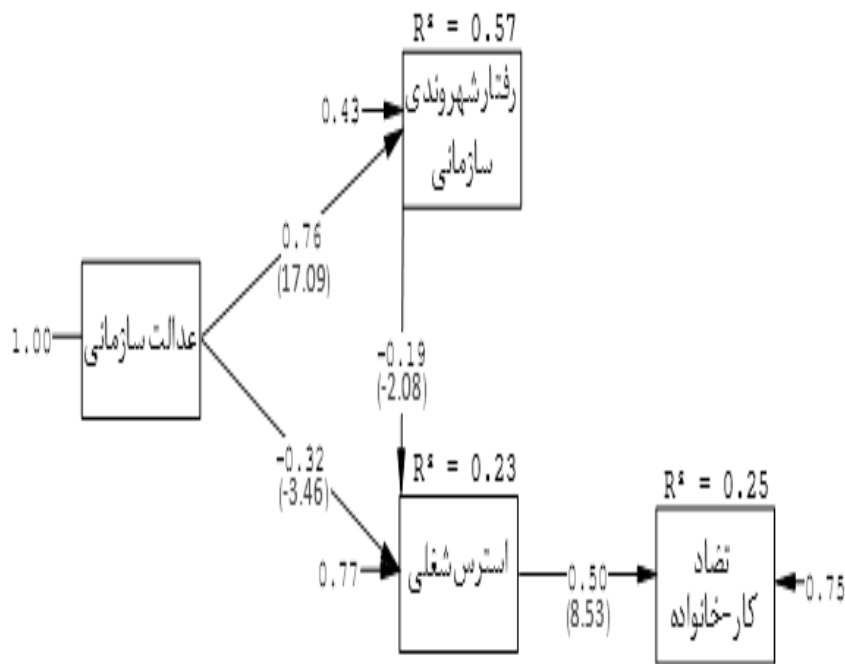 R² = 0.57
رفتار شهروندی
سازمانی
0.43
0.76
(17.09)
عدالت سازمانی
1.00
-0.19
(-2.08)
-0.32
(-3.46)
R² = 0.23
استرس شغلی
0.77
0.50
(8.53)
R² = 0.25
تضاد
کار-خانواده
0.75